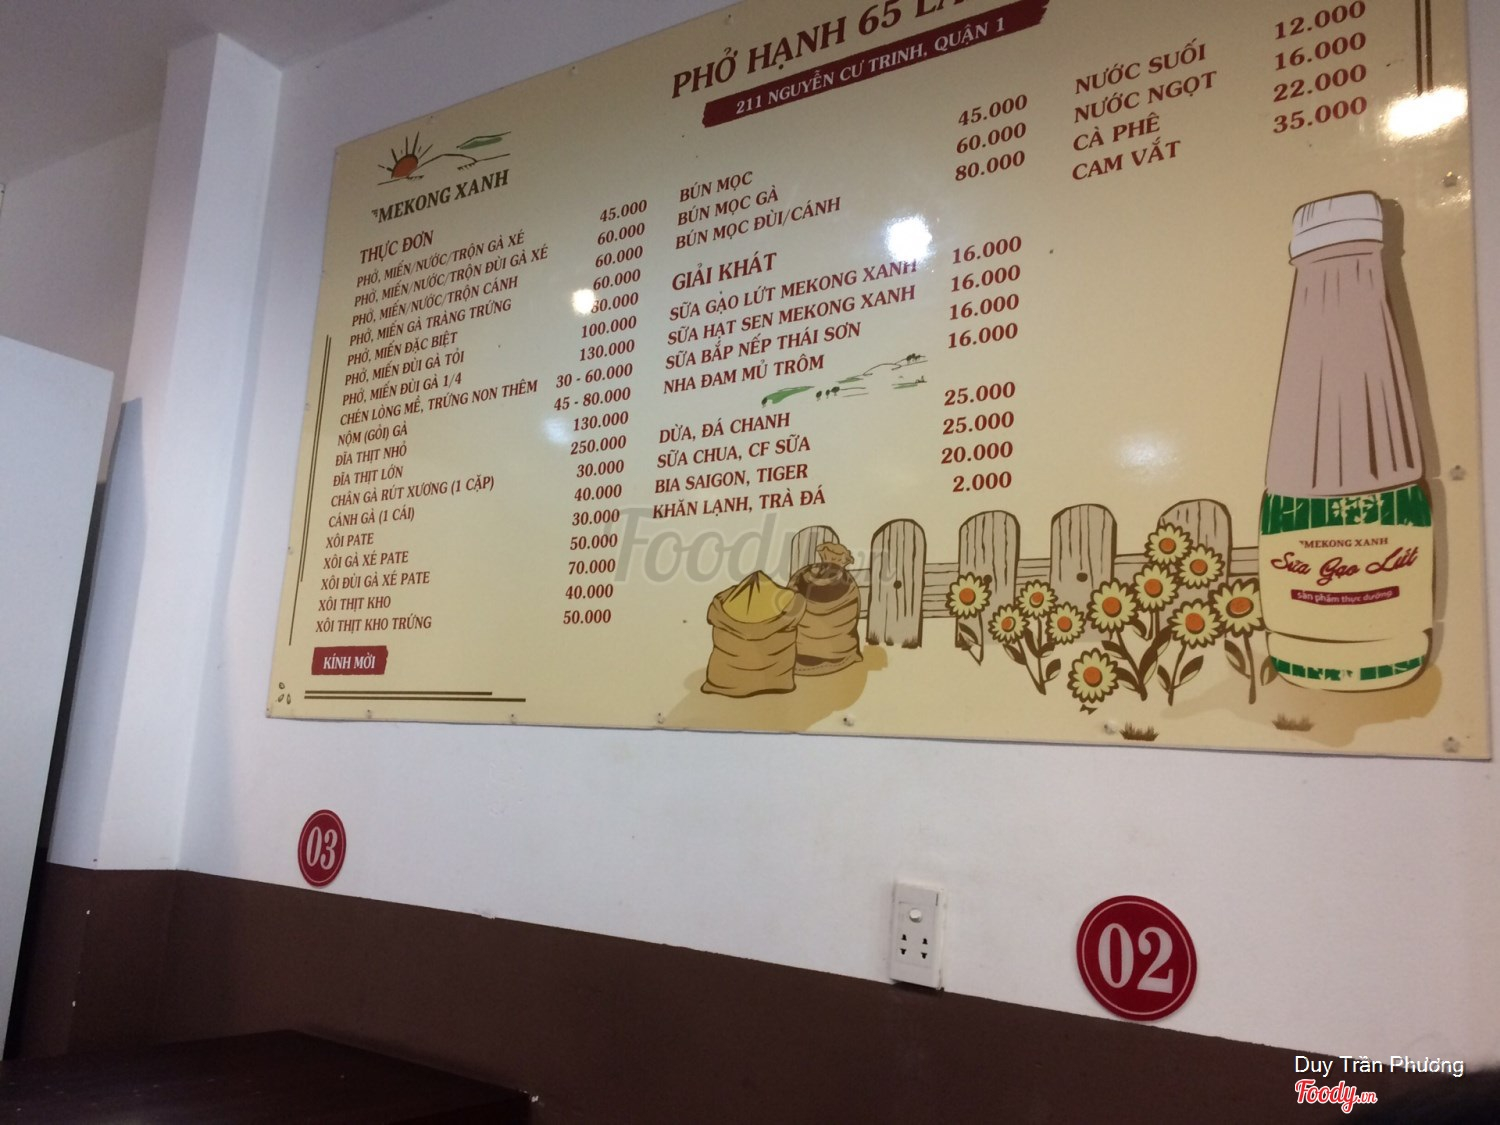 PHỞ HẠNH 65
211 NGUYỄN CƯ TRINH, QUẬN 1
MEKONG XANH
THỰC ĐƠN
PHỞ, MIẾN/NƯỚC/TRỘN GÀ XÉ 45.000
PHỞ, MIẾN/NƯỚC/TRỘN ĐÙI GÀ XÉ 60.000
PHỞ, MIẾN/NƯỚC/TRỘN CÁNH 60.000
PHỞ, MIẾN GÀ TRÀNG TRỨNG 60.000
PHỞ, MIẾN ĐẶC BIỆT 80.000
PHỞ, MIẾN ĐÙI GÀ TỎI 100.000
PHỞ, MIẾN ĐÙI GÀ 1/4 130.000
CHÉN LÒNG MỀ, TRỨNG NON THÊM 30 - 60.000
NỘM (GỎI) GÀ 45 - 80.000
ĐĨA THỊT NHỎ 130.000
ĐĨA THỊT LỚN 250.000
CHÂN GÀ RÚT XƯƠNG (1 CẶP) 30.000
CÁNH GÀ (1 CÁI) 40.000
XÔI PATE 30.000
XÔI GÀ XÉ PATE 50.000
XÔI ĐÙI GÀ XÉ PATE 70.000
XÔI THỊT KHO 40.000
XÔI THỊT KHO TRỨNG 50.000
KÍNH MỜI
BÚN MỌC 45.000
BÚN MỌC GÀ 60.000
BÚN MỌC ĐÙI/CÁNH 80.000
GIẢI KHÁT
SỮA GẠO LỨT MEKONG XANH 16.000
SỮA HẠT SEN MEKONG XANH 16.000
SỮA BẮP NẾP THÁI SƠN 16.000
NHA ĐAM MỦ TRÔM 16.000
DỪA, ĐÁ CHANH 25.000
SỮA CHUA, CF SỮA 25.000
BIA SAIGON, TIGER 20.000
KHĂN LẠNH, TRÀ ĐÁ 2.000
NƯỚC SUỐI 12.000
NƯỚC NGỌT 16.000
CÀ PHÊ 22.000
CAM VẮT 35.000
MEKONG XANH
Sữa Gạo Lứt
sản phẩm thực dưỡng
Foody.vn
03
02
Duy Trần Phương
Foody.vn